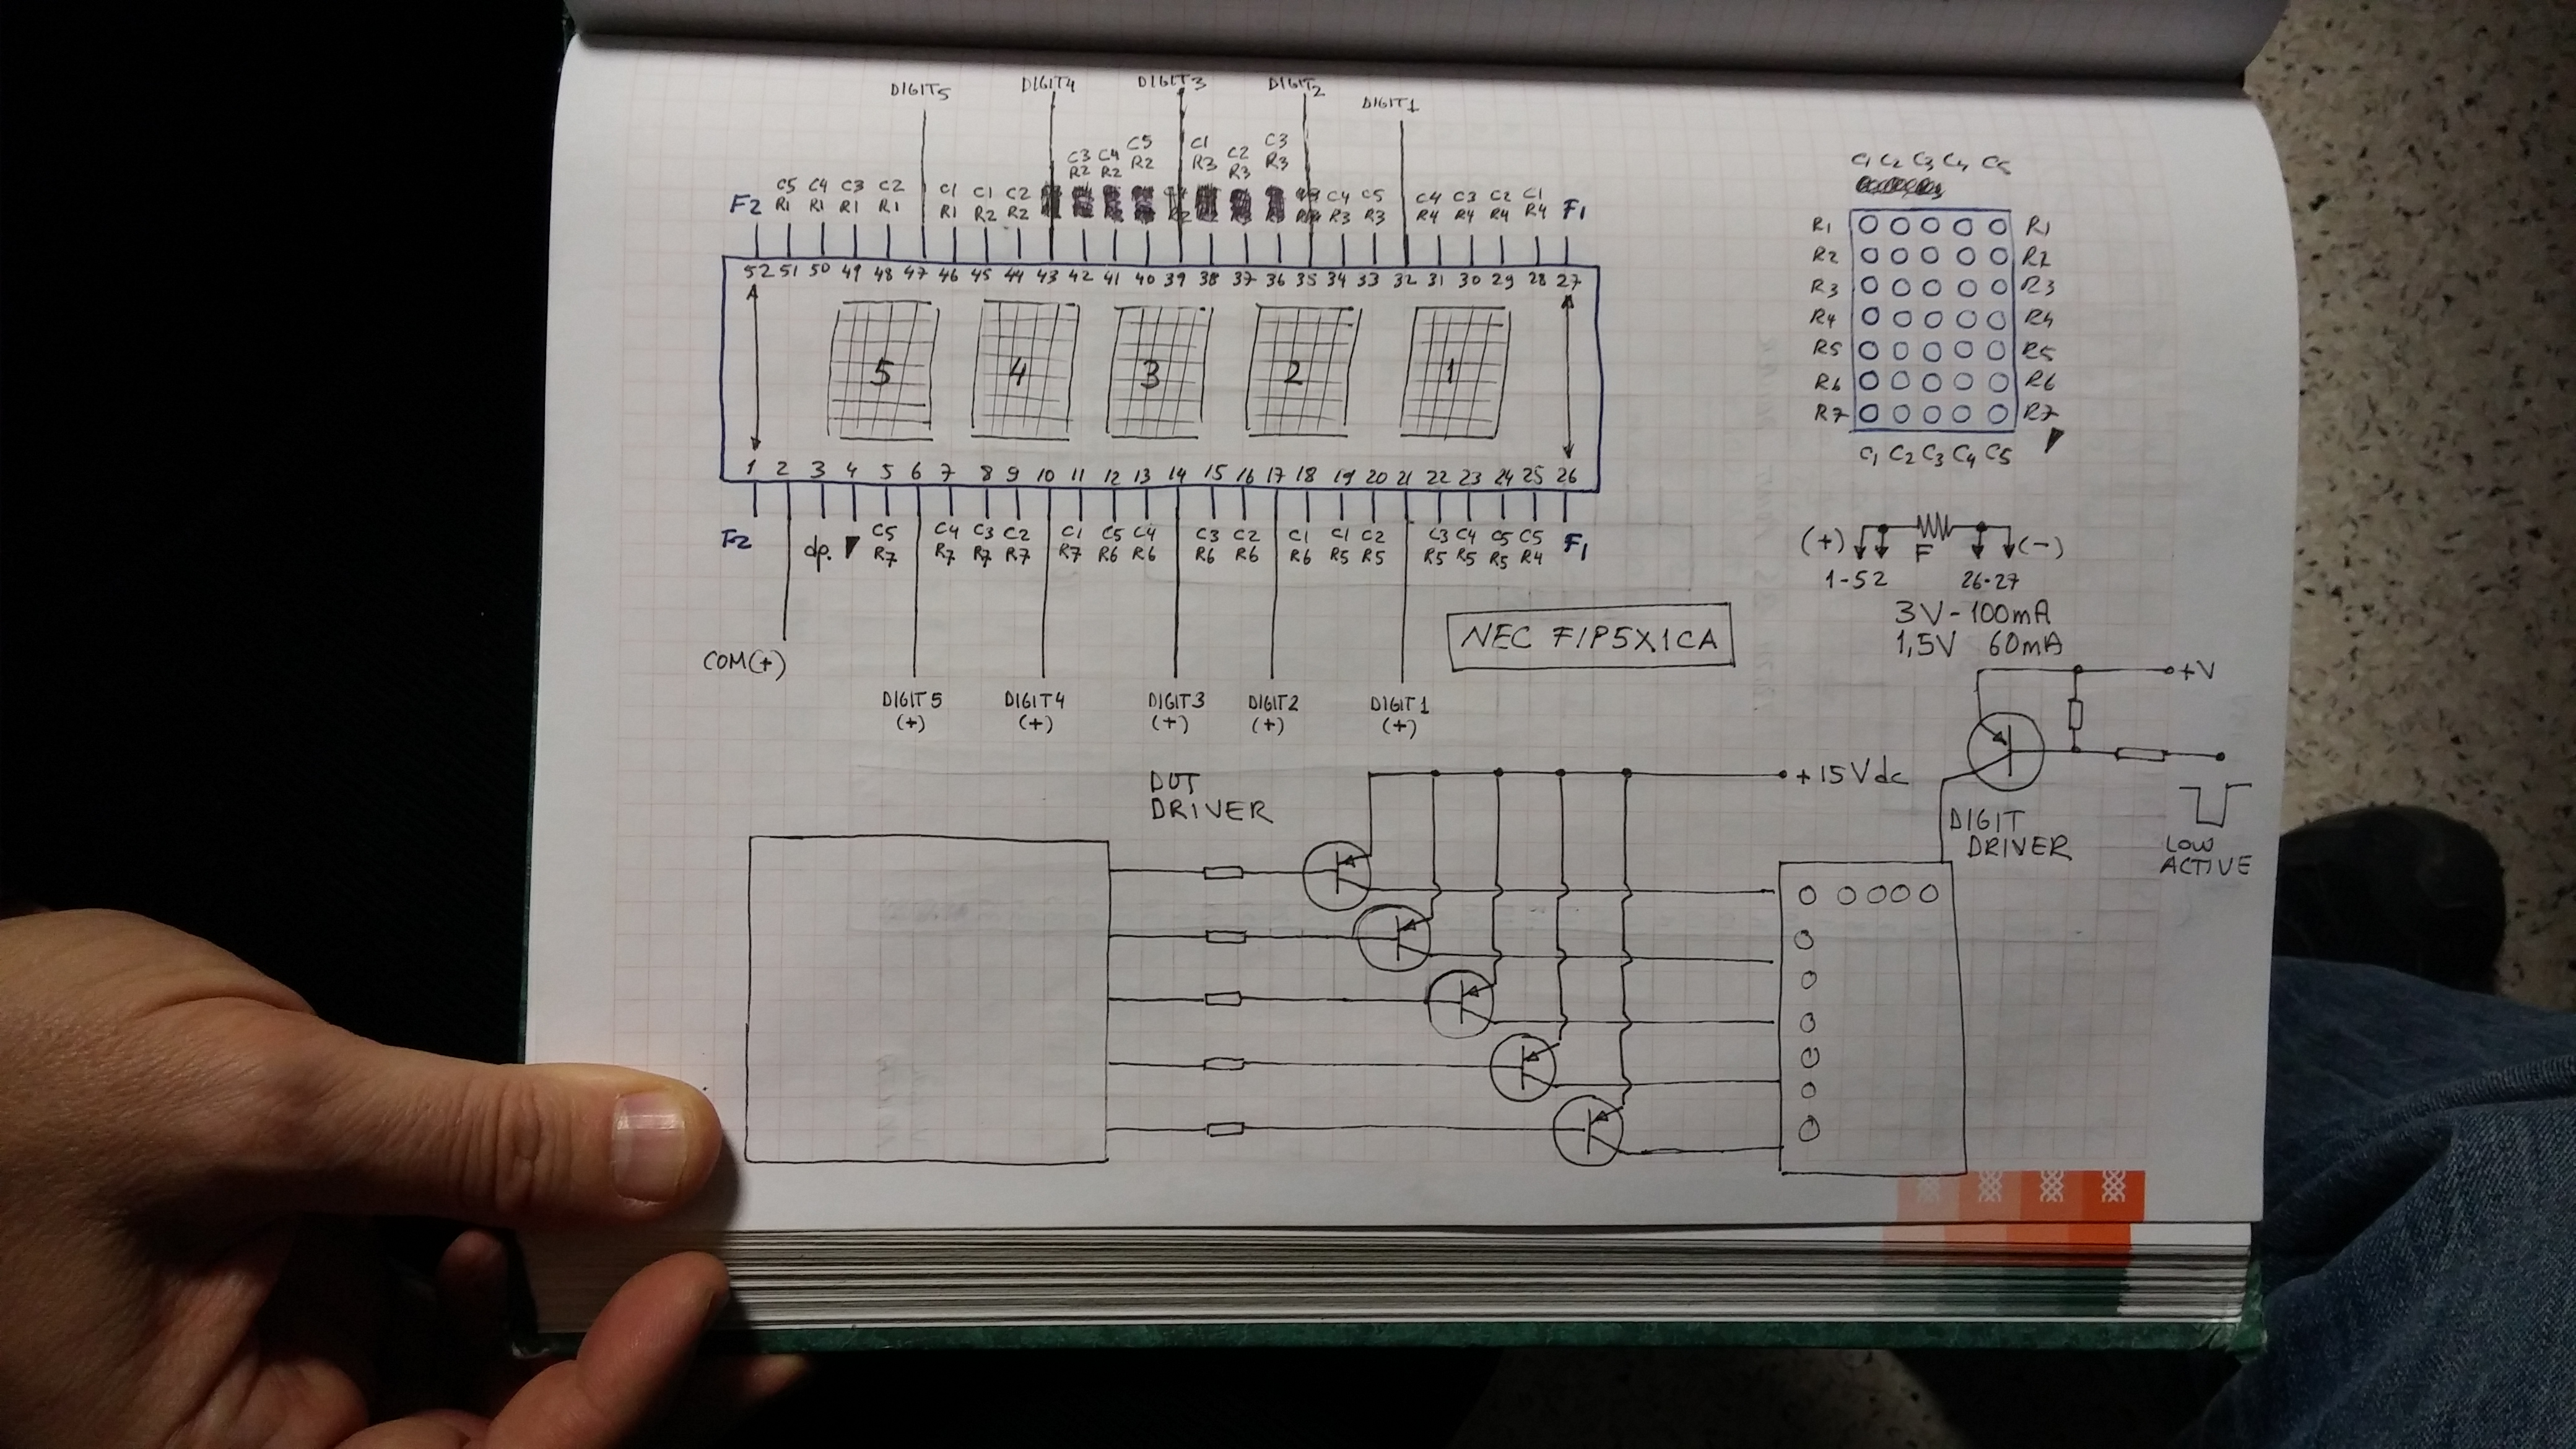 DIGIT5 DIGIT4 DIGIT3 DIGIT2 DIGIT1
F2 C5 C4 C3 C2 C1 C1 C2 C3 C4 C5 C1 C2 C3 C4 C5 C4 C3 C2 C1 F1
R1 R1 R1 R1 R1 R2 R2 R2 R2 R2 R3 R3 R3 R3 R3 R4 R4 R4 R4
52 51 50 49 48 47 46 45 44 43 42 41 40 39 38 37 36 35 34 33 32 31 30 29 28 27
5 4 3 2 1
1 2 3 4 5 6 7 8 9 10 11 12 13 14 15 16 17 18 19 20 21 22 23 24 25 26
F2 dp. C5 C4 C3 C2 C1 C5 C4 C3 C2 C1 C1 C2 C3 C4 C5 C5 F1
R7 R7 R7 R7 R7 R6 R6 R6 R6 R6 R5 R5 R5 R5 R5 R4
COM(+)
DIGIT5 DIGIT4 DIGIT3 DIGIT2 DIGIT1
(+) (+) (+) (+) (+)
NEC FIP5X1CA
C1 C2 C3 C4 C5
R1 R1
R2 R2
R3 R3
R4 R4
R5 R5
R6 R6
R7 R7
C1 C2 C3 C4 C5
(+) F (-)
1-52 26-27
3V-100mA
1,5V 60mA
DOT
DRIVER
+15Vdc
+V
DIGIT
DRIVER
LOW
ACTIVE